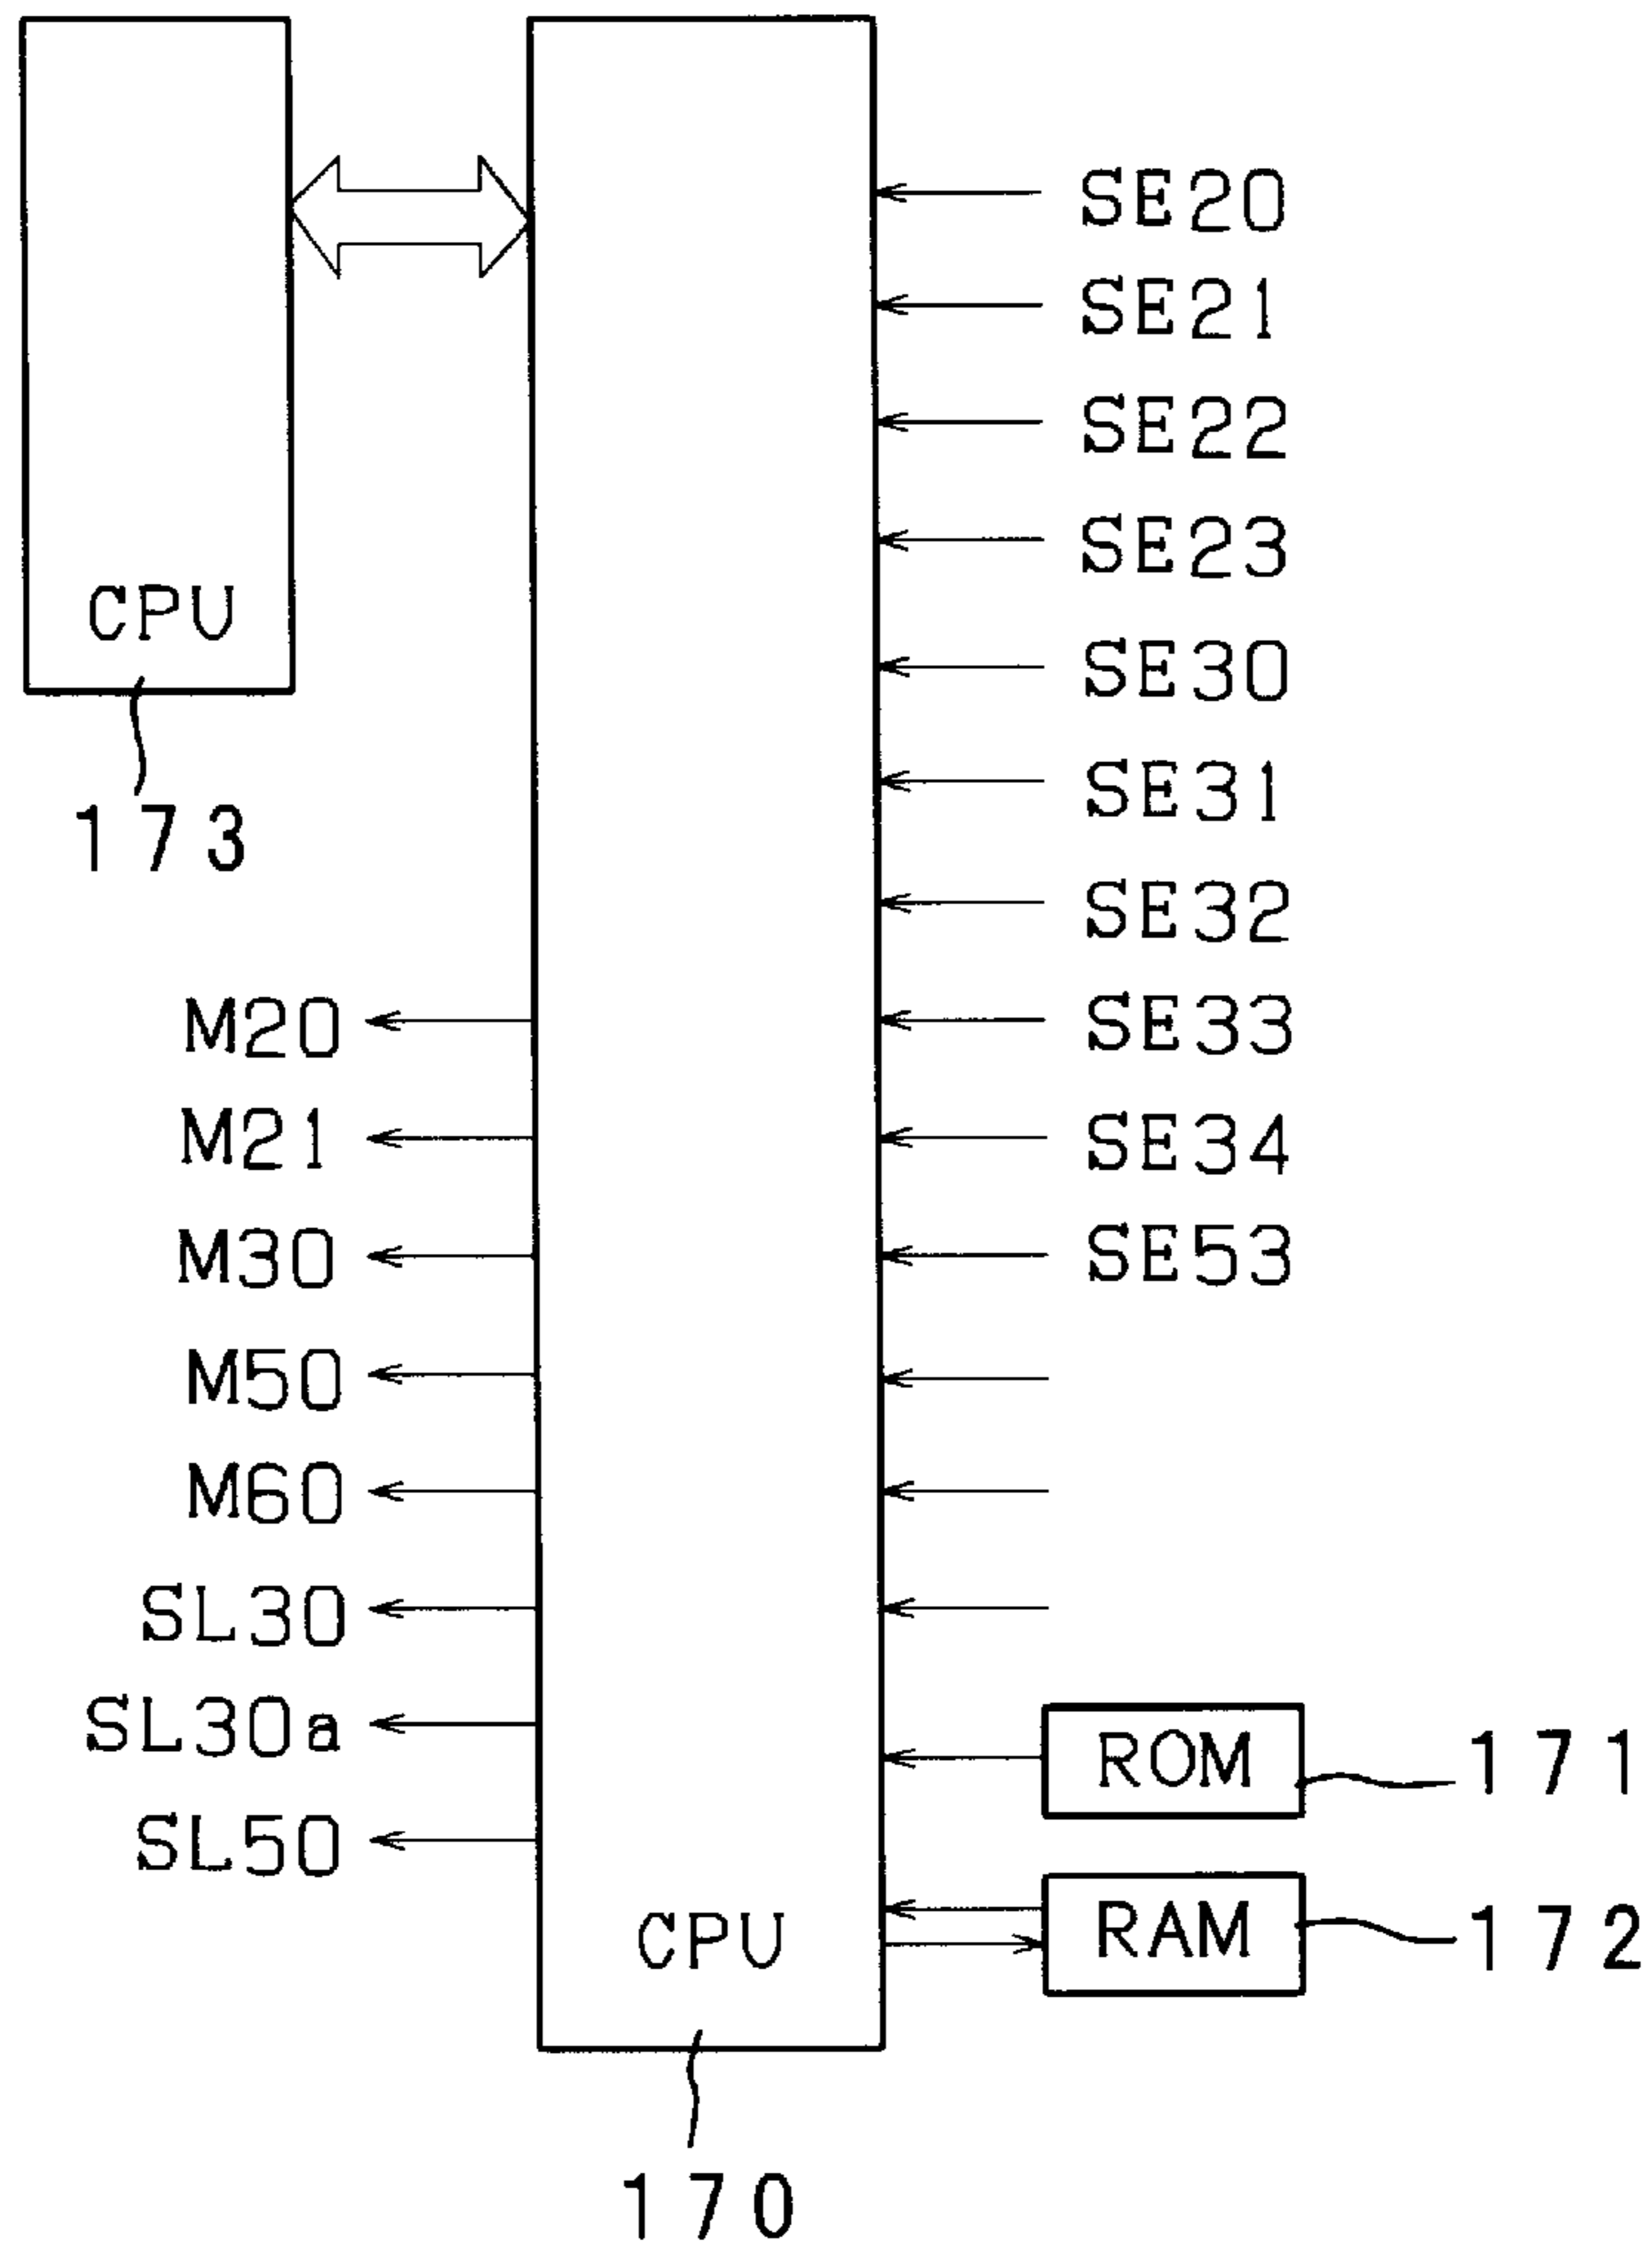 SE20
SE21
SE22
SE23
CPU
SE30
SE31
173
SE32
M20
SE33
M21
SE34
M30
SE53
M50
M60
SL30
SL30a
ROM
171
SL50
RAM
172
CPU
170